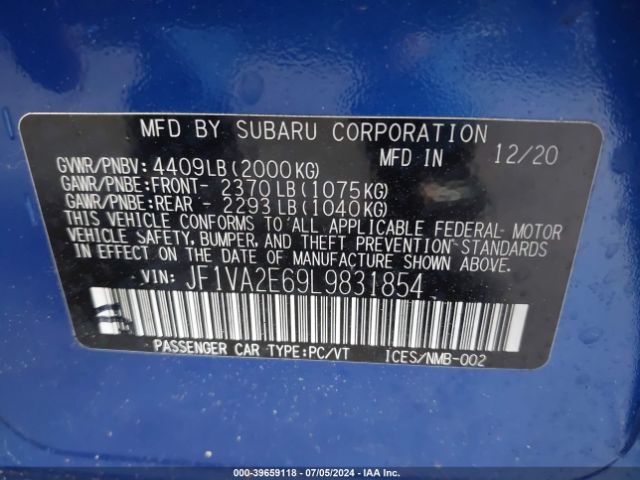 MFD BY SUBARU CORPORATION
MFD IN 12/20
GVWR/PNBV: 4409LB (2000KG)
GAWR/PNBE:FRONT- 2370LB (1075KG)
GAWR/PNBE:REAR - 2293LB (1040KG)
THIS VEHICLE CONFORMS TO ALL APPLICABLE FEDERAL MOTOR
VEHICLE SAFETY, BUMPER, AND THEFT PREVENTION STANDARDS
IN EFFECT ON THE DATE OF MANUFACTURE SHOWN ABOVE.
VIN: JF1VA2E69L9831854
PASSENGER CAR TYPE:PC/VT ICES/NMB-002
000-39659118 - 07/05/2024 - IAA Inc.